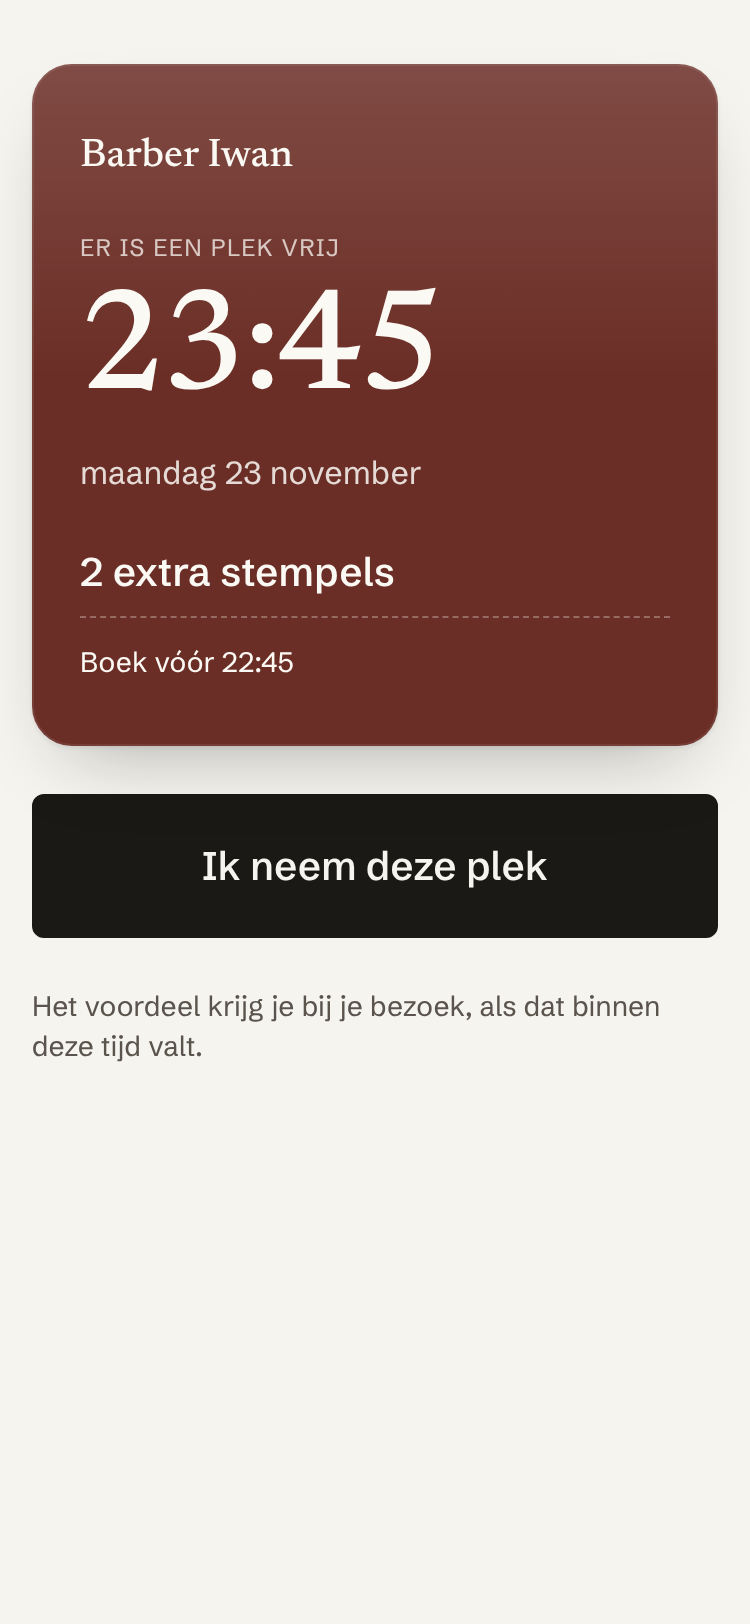 Barber Iwan
ER IS EEN PLEK VRIJ
23:45
maandag 23 november
2 extra stempels
Boek vóór 22:45
Ik neem deze plek
Het voordeel krijg je bij je bezoek, als dat binnen
deze tijd valt.